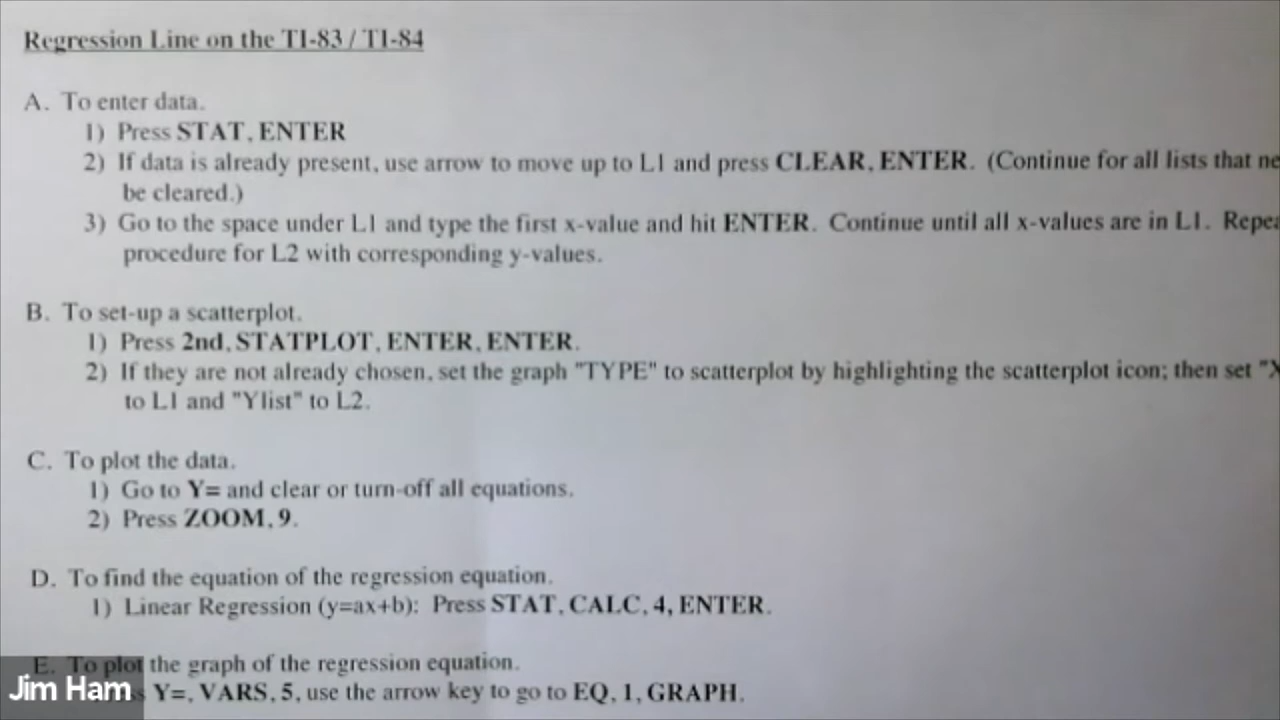 Regression Line on the TI-83 / TI-84
A. To enter data.
1) Press STAT, ENTER
2) If data is already present, use arrow to move up to L1 and press CLEAR, ENTER. (Continue for all lists that
be cleared.)
3) Go to the space under L1 and type the first x-value and hit ENTER. Continue until all x-values are in L1.
procedure for L2 with corresponding y-values.
B. To set-up a scatterplot.
1) Press 2nd, STATPLOT, ENTER, ENTER.
2) If they are not already chosen, set the graph "TYPE" to scatterplot by highlighting the scatterplot icon; then set
to L1 and "Ylist" to L2.
C. To plot the data.
1) Go to Y= and clear or turn-off all equations.
2) Press ZOOM, 9.
D. To find the equation of the regression equation.
1) Linear Regression (y=ax+b): Press STAT, CALC, 4, ENTER.
E. To plot the graph of the regression equation.
Y=, VARS, 5, use the arrow key to go to EQ, 1, GRAPH.
Jim Ham